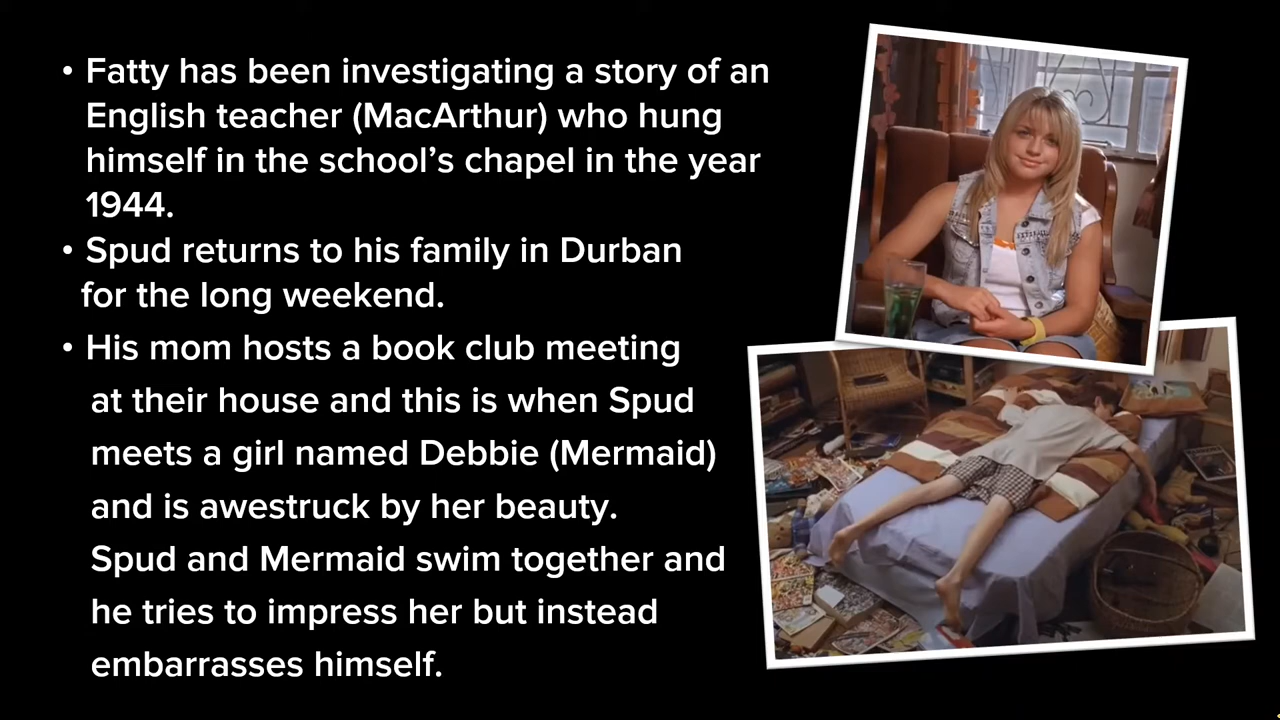 • Fatty has been investigating a story of an
English teacher (MacArthur) who hung
himself in the school’s chapel in the year
1944.
• Spud returns to his family in Durban
for the long weekend.
• His mom hosts a book club meeting
at their house and this is when Spud
meets a girl named Debbie (Mermaid)
and is awestruck by her beauty.
Spud and Mermaid swim together and
he tries to impress her but instead
embarrasses himself.